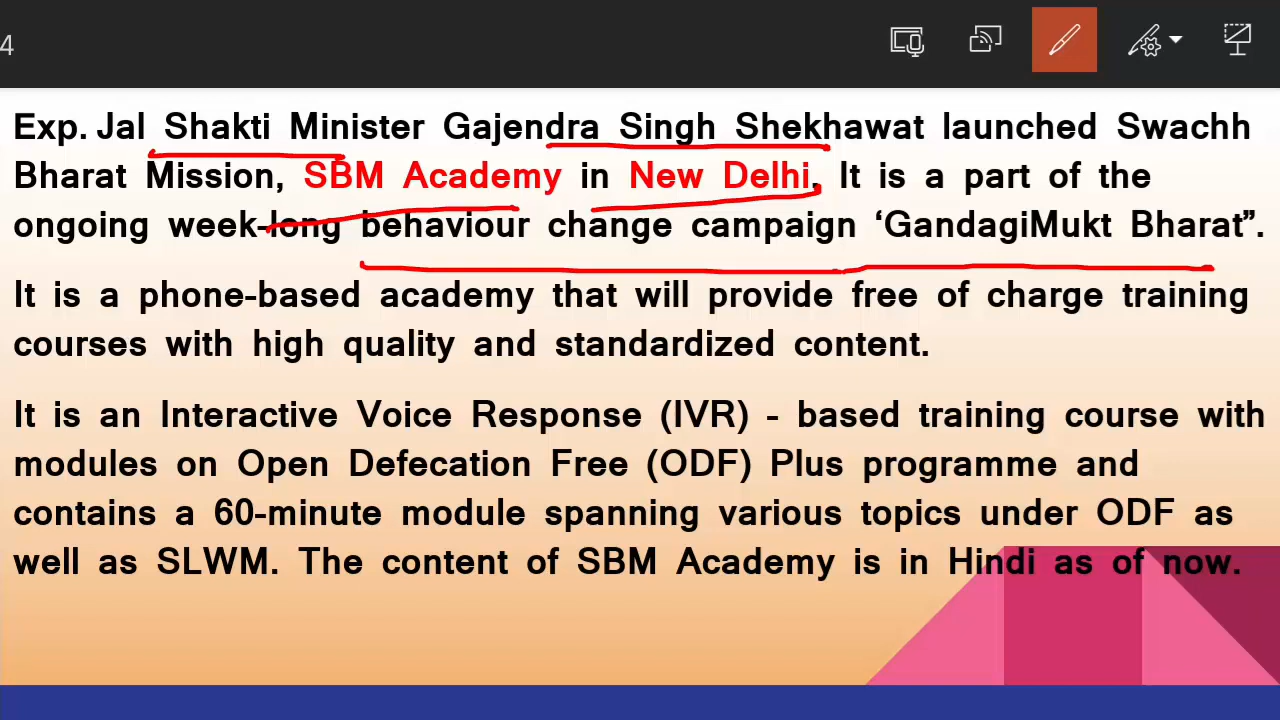 4
Exp. Jal Shakti Minister Gajendra Singh Shekhawat launched Swachh
Bharat Mission, SBM Academy in New Delhi. It is a part of the
ongoing week-long behaviour change campaign ‘GandagiMukt Bharat”.
It is a phone-based academy that will provide free of charge training
courses with high quality and standardized content.
It is an Interactive Voice Response (IVR) - based training course with
modules on Open Defecation Free (ODF) Plus programme and
contains a 60-minute module spanning various topics under ODF as
well as SLWM. The content of SBM Academy is in Hindi as of now.